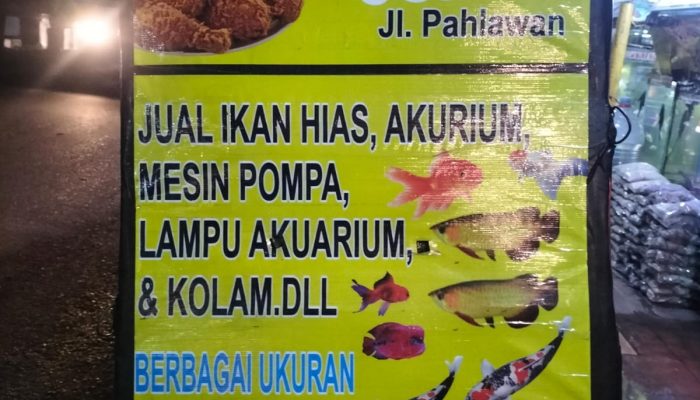 Jl. Pahlawan
JUAL IKAN HIAS, AKURIUM,
MESIN POMPA,
LAMPU AKUARIUM,
& KOLAM.DLL
BERBAGAI UKURAN